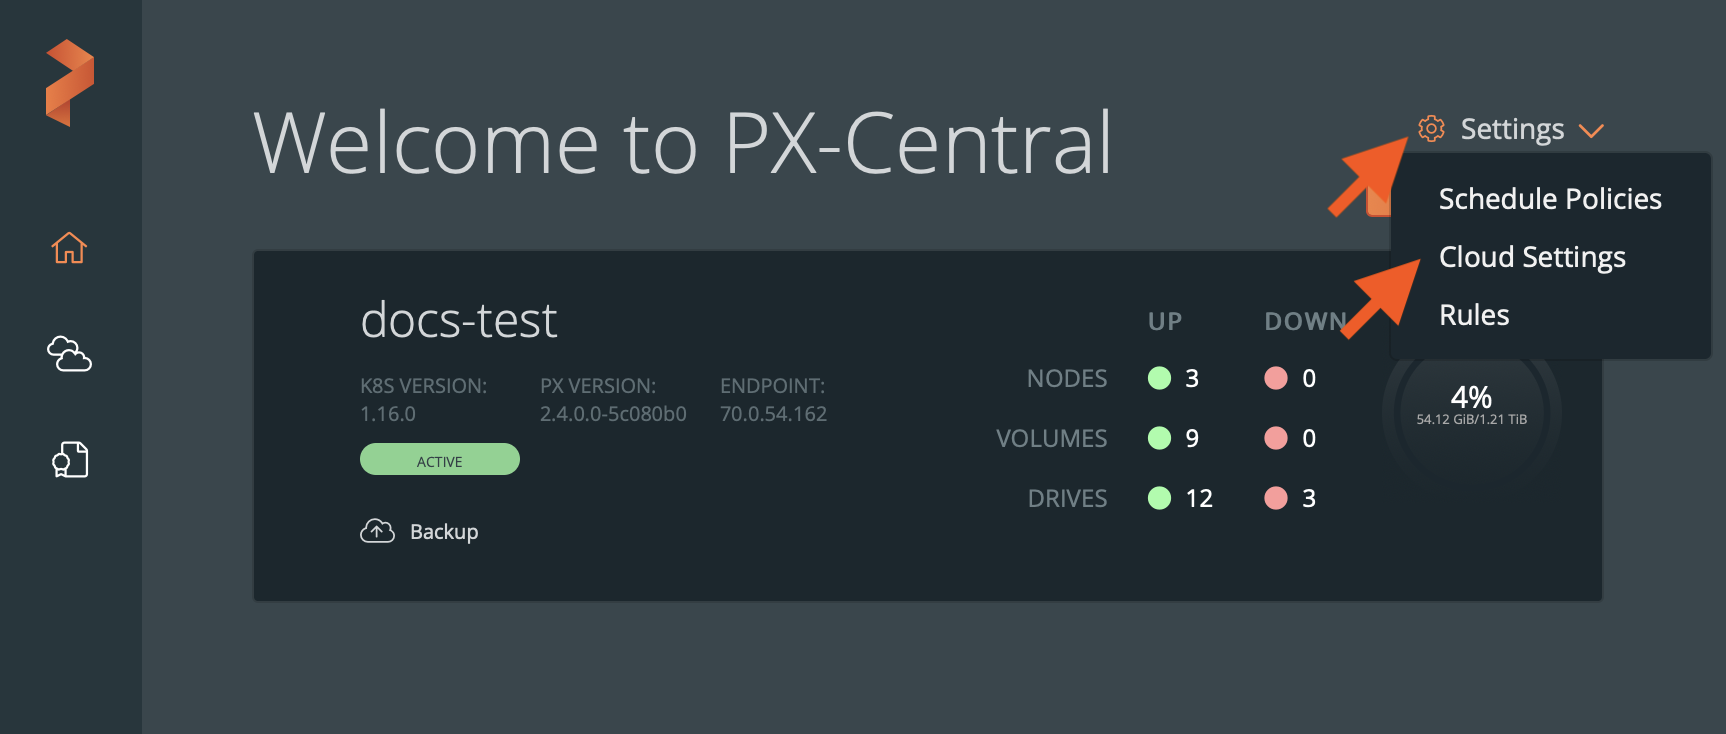 Welcome to PX-Central
Settings
Schedule Policies
Cloud Settings
Rules
docs-test
K8S VERSION:
1.16.0
PX VERSION:
2.4.0.0-5c080b0
ENDPOINT:
70.0.54.162
ACTIVE
Backup
UP DOWN
NODES 3 0
VOLUMES 9 0
DRIVES 12 3
4%
54.12 GiB/1.21 TiB